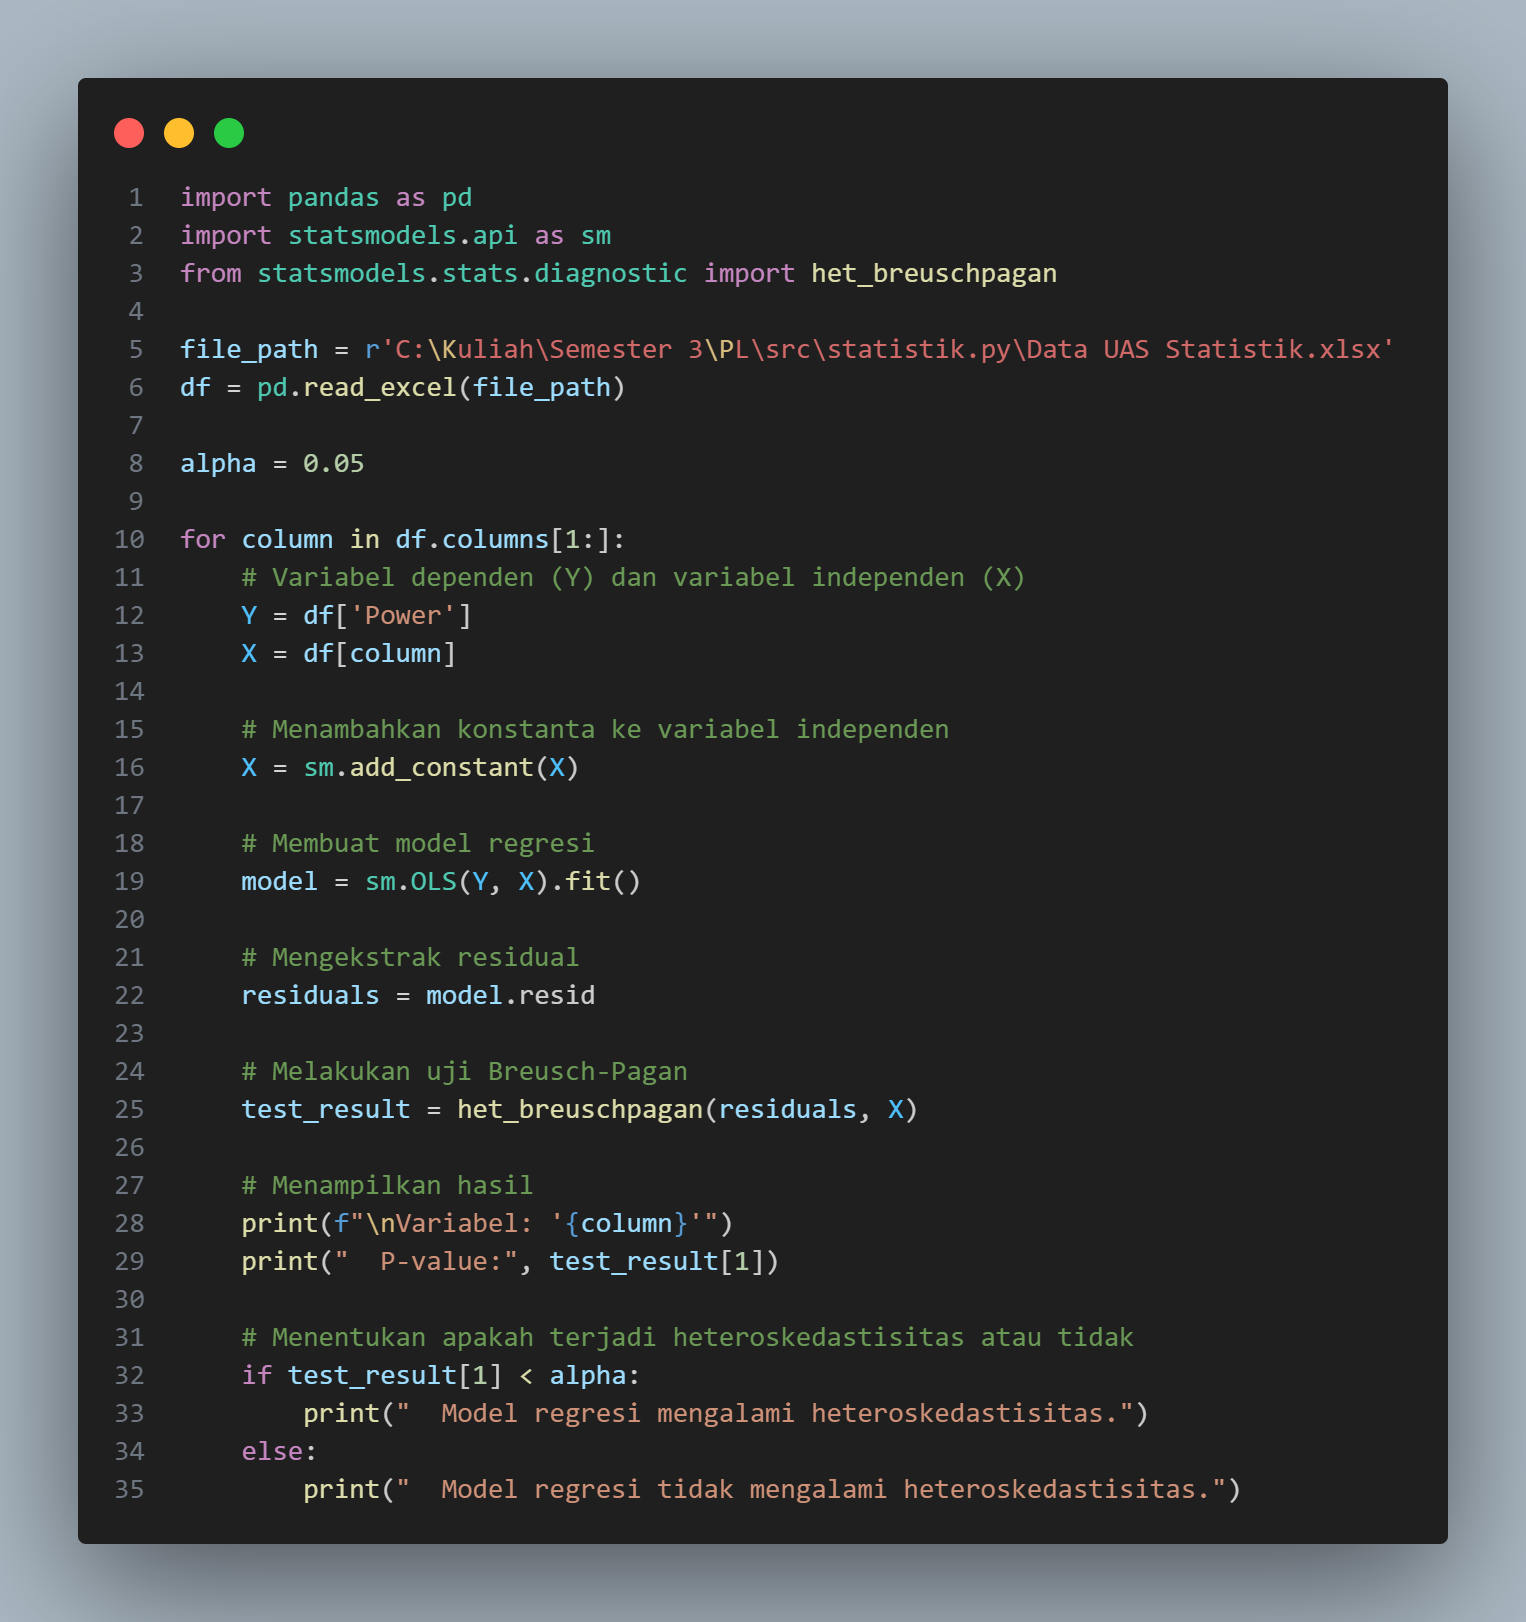 1 import pandas as pd
2 import statsmodels.api as sm
3 from statsmodels.stats.diagnostic import het_breuschpagan
4
5 file_path = r'C:\Kuliah\Semester 3\PL\src\statistik.py\Data UAS Statistik.xlsx'
6 df = pd.read_excel(file_path)
7
8 alpha = 0.05
9
10 for column in df.columns[1:]:
11     # Variabel dependen (Y) dan variabel independen (X)
12     Y = df['Power']
13     X = df[column]
14
15     # Menambahkan konstanta ke variabel independen
16     X = sm.add_constant(X)
17
18     # Membuat model regresi
19     model = sm.OLS(Y, X).fit()
20
21     # Mengekstrak residual
22     residuals = model.resid
23
24     # Melakukan uji Breusch-Pagan
25     test_result = het_breuschpagan(residuals, X)
26
27     # Menampilkan hasil
28     print(f"\nVariabel: '{column}'")
29     print("  P-value:", test_result[1])
30
31     # Menentukan apakah terjadi heteroskedastisitas atau tidak
32     if test_result[1] < alpha:
33         print("  Model regresi mengalami heteroskedastisitas.")
34     else:
35         print("  Model regresi tidak mengalami heteroskedastisitas.")